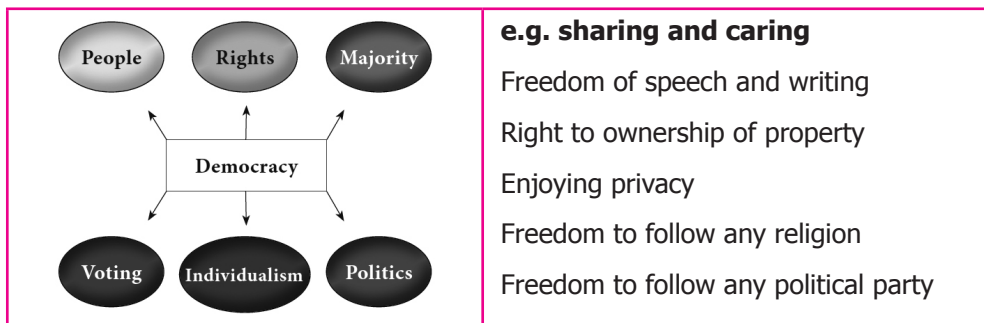 People
Rights
Majority
Democracy
Voting
Individualism
Politics
e.g. sharing and caring
Freedom of speech and writing
Right to ownership of property
Enjoying privacy
Freedom to follow any religion
Freedom to follow any political party